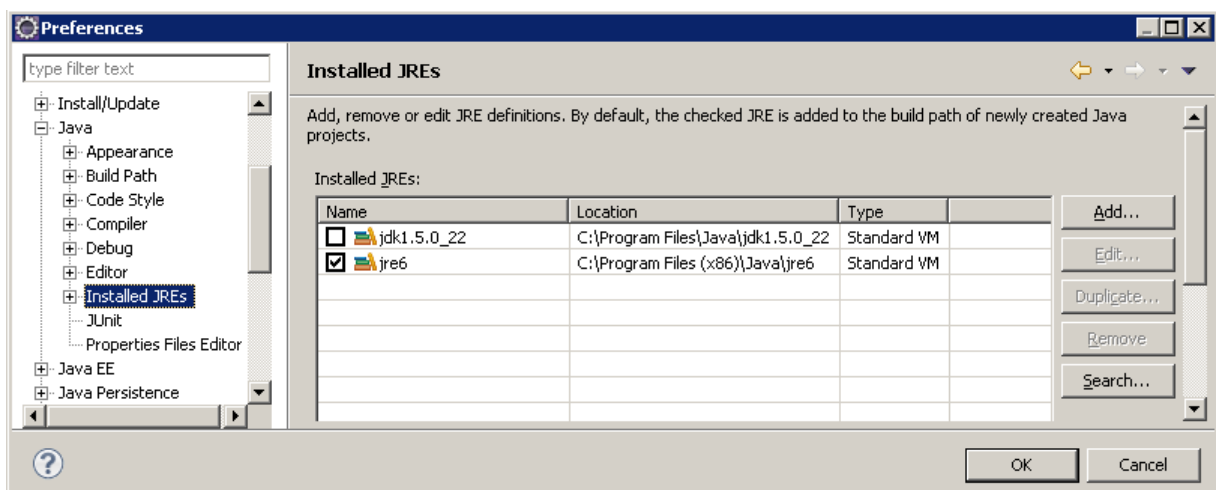 Preferences
type filter text
Install/Update
Java
Appearance
Build Path
Code Style
Compiler
Debug
Editor
Installed JREs
JUnit
Properties Files Editor
Java EE
Java Persistence
Installed JREs
Add, remove or edit JRE definitions. By default, the checked JRE is added to the build path of newly created Java
projects.
Installed JREs:
Name Location Type
jdk1.5.0_22 C:\Program Files\Java\jdk1.5.0_22 Standard VM
jre6 C:\Program Files (x86)\Java\jre6 Standard VM
Add...
Edit...
Duplicate...
Remove
Search...
?
OK Cancel